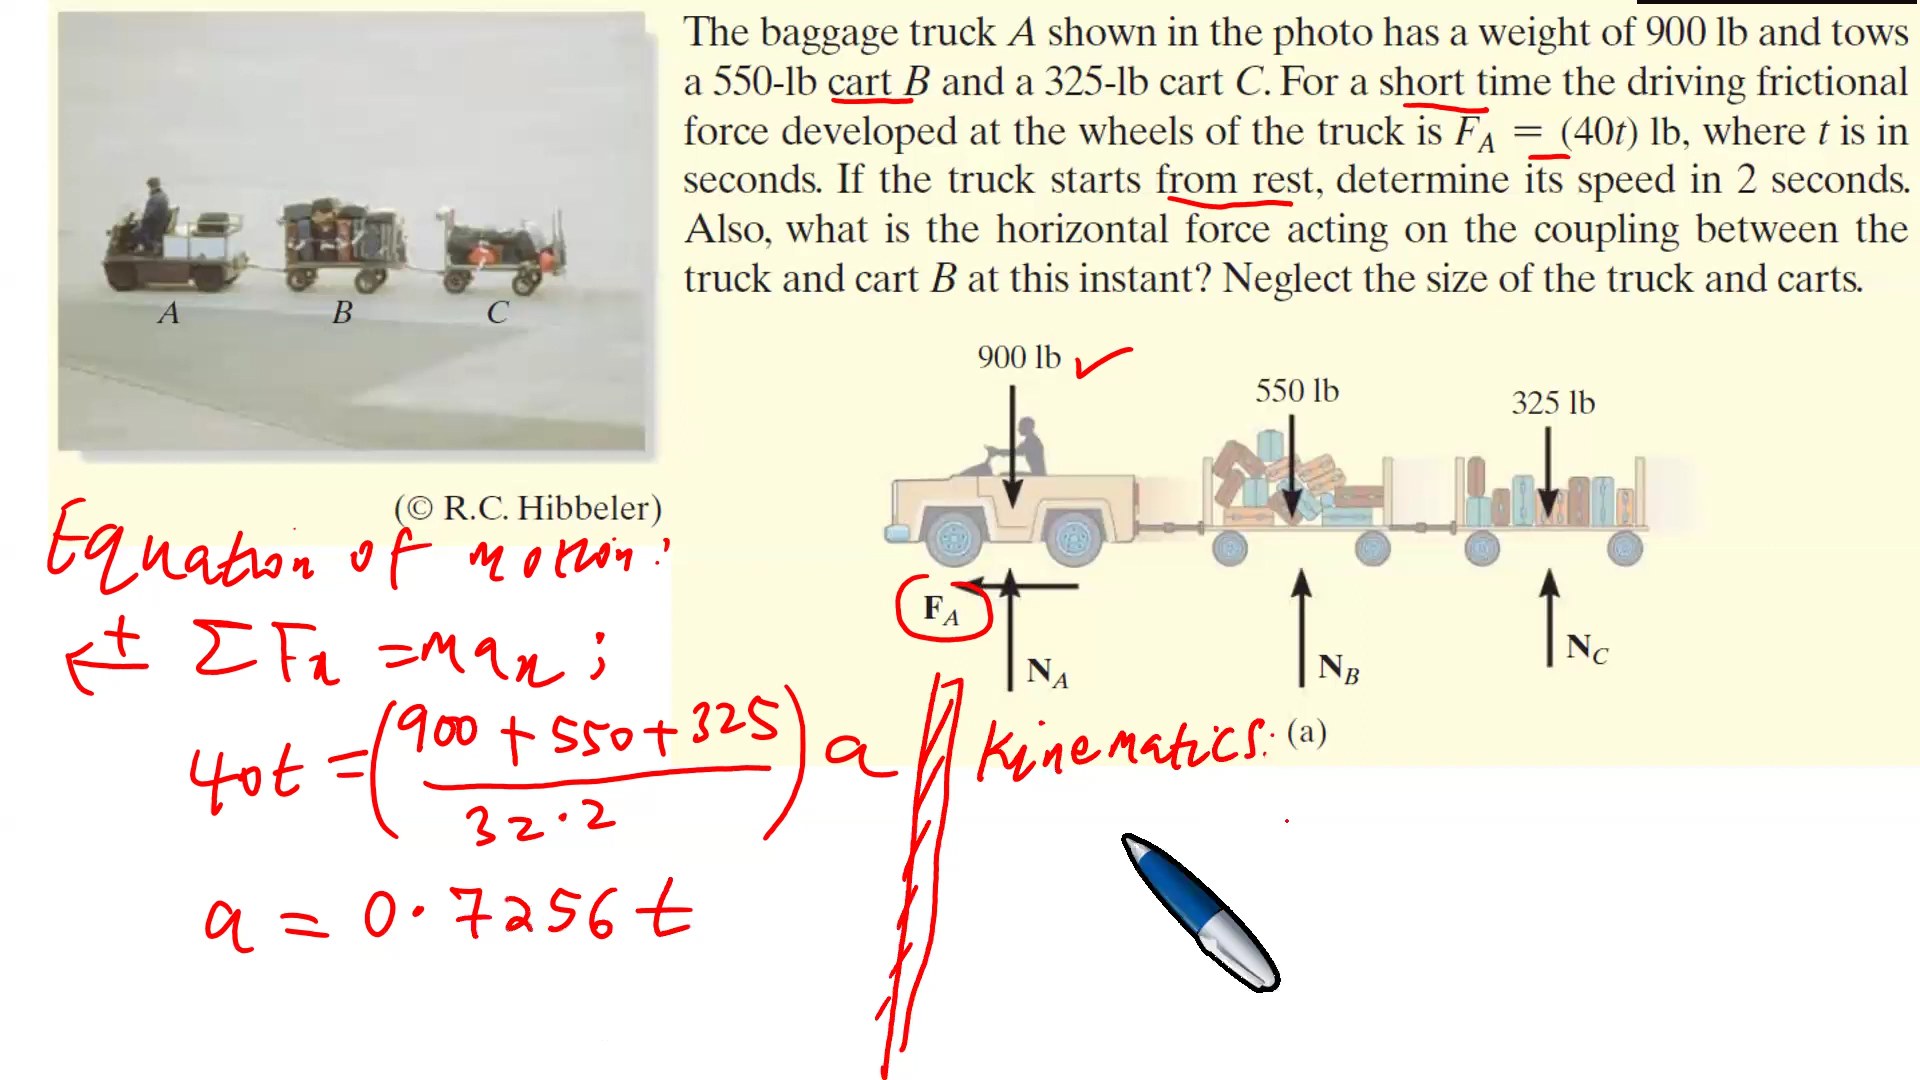 The baggage truck A shown in the photo has a weight of 900 lb and tows
a 550-lb cart B and a 325-lb cart C. For a short time the driving frictional
force developed at the wheels of the truck is F_A = (40t) lb, where t is in
seconds. If the truck starts from rest, determine its speed in 2 seconds.
Also, what is the horizontal force acting on the coupling between the
truck and cart B at this instant? Neglect the size of the truck and carts.
A B C
(© R.C. Hibbeler)
900 lb
550 lb
325 lb
F_A
N_A
N_B
N_C
(a)
Equation of motion:
← + ΣF_x = ma_x ;
40t = ( 900 + 550 + 325 / 32.2 ) a
a = 0.7256 t
Kinematics: